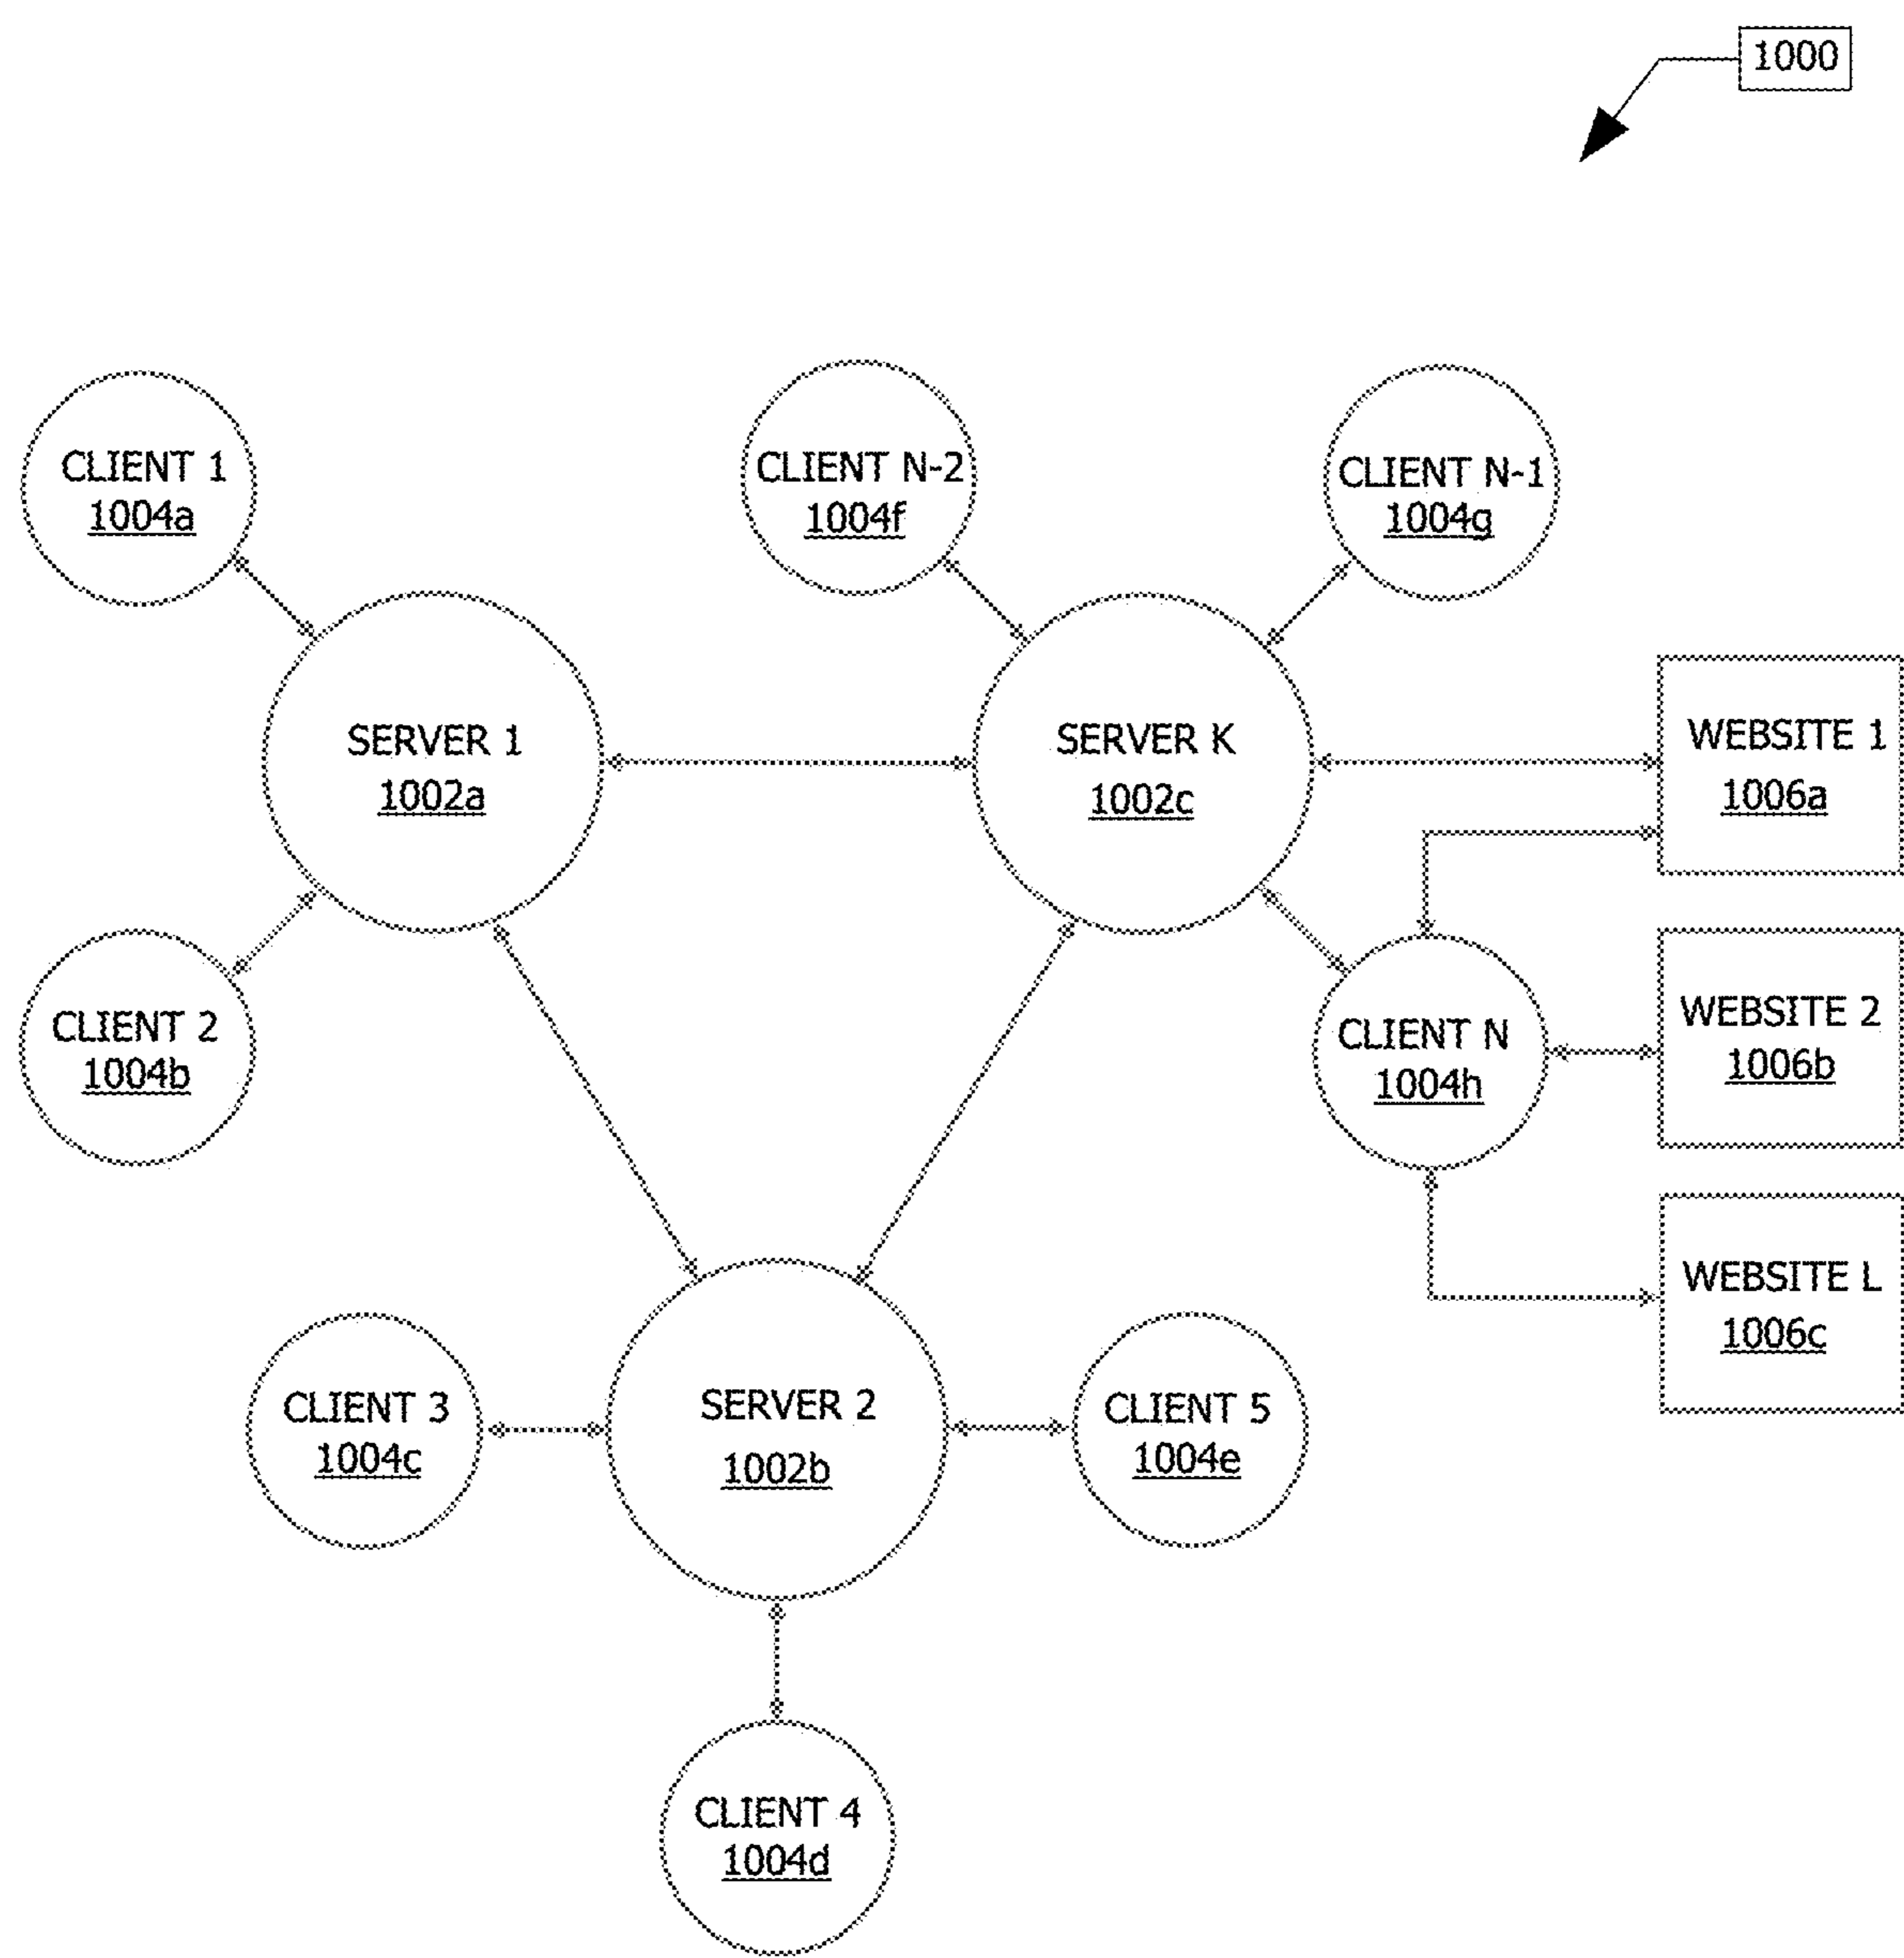 1000
CLIENT 1
1004a
CLIENT N-2
1004f
CLIENT N-1
1004g
SERVER 1
1002a
SERVER K
1002c
WEBSITE 1
1006a
CLIENT 2
1004b
CLIENT N
1004h
WEBSITE 2
1006b
WEBSITE L
1006c
CLIENT 3
1004c
SERVER 2
1002b
CLIENT 5
1004e
CLIENT 4
1004d